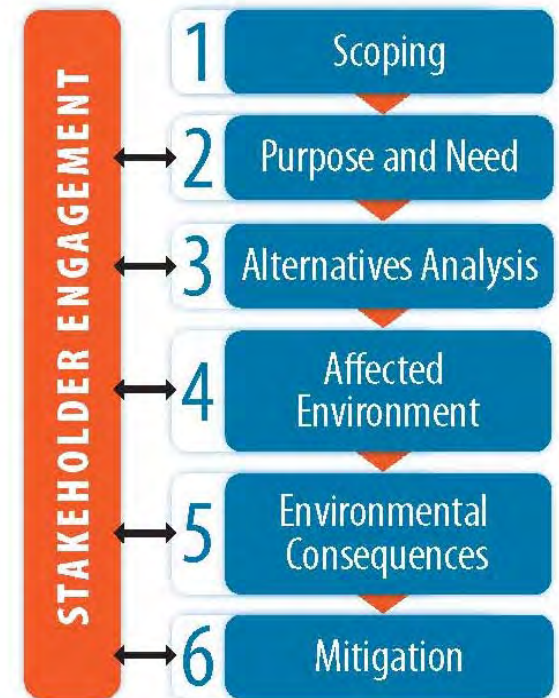 STAKEHOLDER ENGAGEMENT
1
Scoping
2
Purpose and Need
3
Alternatives Analysis
4
Affected
Environment
5
Environmental
Consequences
6
Mitigation